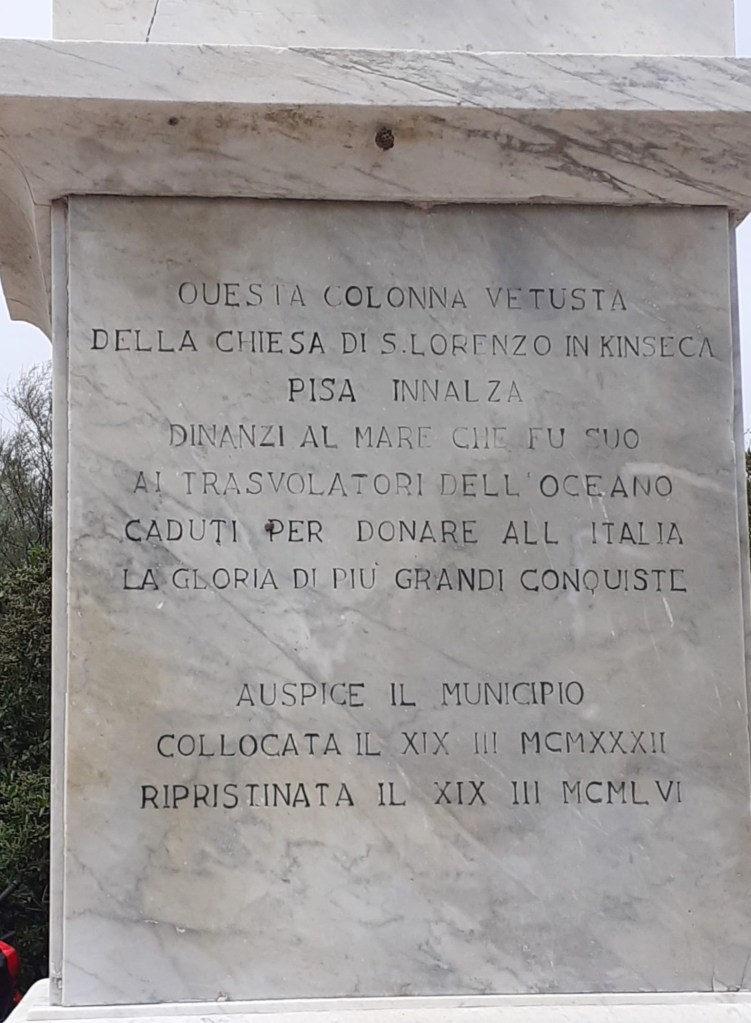 QUESTA COLONNA VETUSTA
DELLA CHIESA DI S. LORENZO IN KINSECA
PISA INNALZA
DINANZI AL MARE CHE FU SUO
AI TRASVOLATORI DELL'OCEANO
CADUTI PER DONARE ALL ITALIA
LA GLORIA DI PIÙ GRANDI CONQUISTE
AUSPICE IL MUNICIPIO
COLLOCATA IL XIX III MCMXXXII
RIPRISTINATA IL XIX III MCMLVI